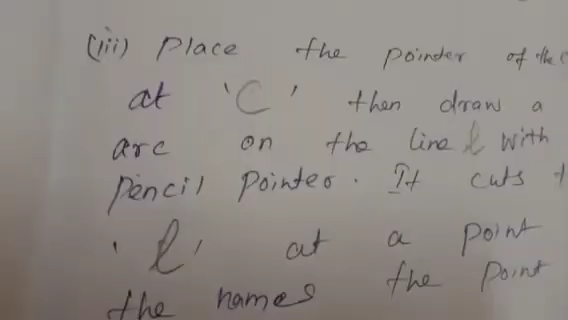 (iii) Place the pointer of the
at 'C' then draw a
arc on the line l with
pencil pointer. It cuts
'l' at a point
the names the point